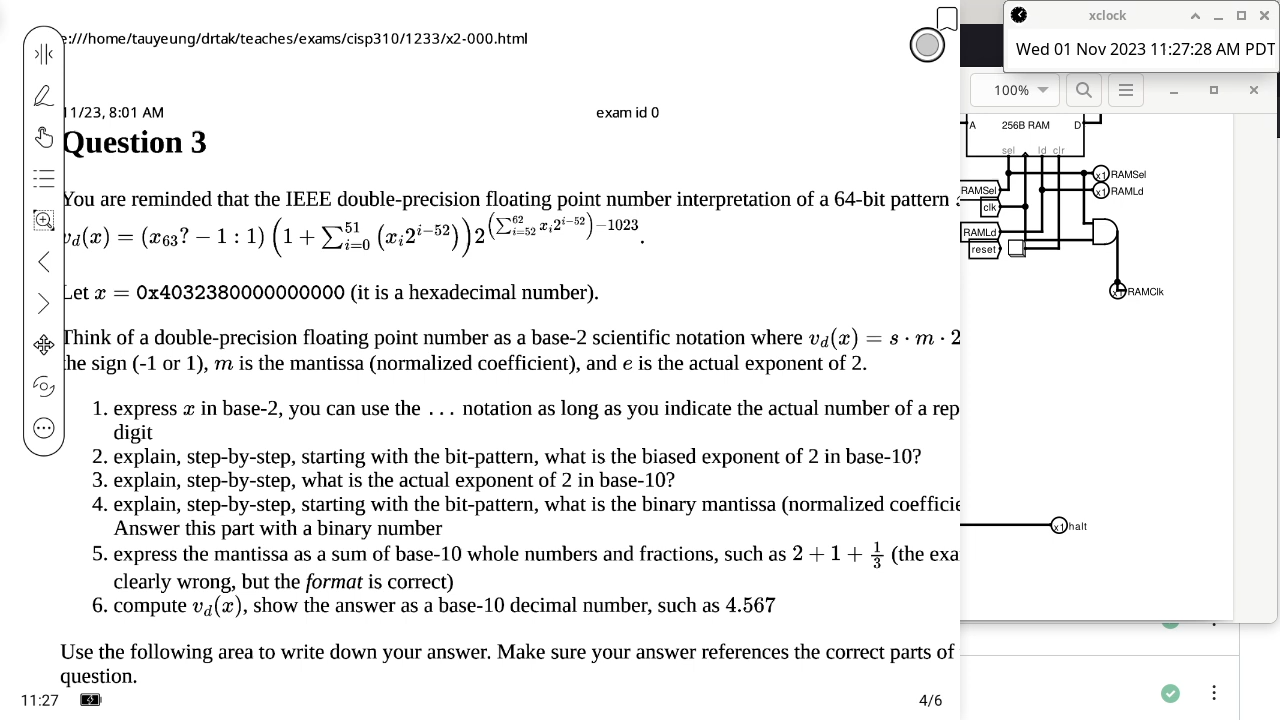 e:///home/tauyeung/drtak/teaches/exams/cisp310/1233/x2-000.html
11/23, 8:01 AM
exam id 0
Question 3
You are reminded that the IEEE double-precision floating point number interpretation of a 64-bit pattern
v_d(x) = (x_63? − 1 : 1) (1 + ∑_{i=0}^{51} (x_i 2^{i−52})) 2^{(∑_{i=52}^{62} x_i 2^{i−52})−1023}.
Let x = 0x4032380000000000 (it is a hexadecimal number).
Think of a double-precision floating point number as a base-2 scientific notation where v_d(x) = s · m · 2
the sign (-1 or 1), m is the mantissa (normalized coefficient), and e is the actual exponent of 2.
1. express x in base-2, you can use the ... notation as long as you indicate the actual number of a rep
digit
2. explain, step-by-step, starting with the bit-pattern, what is the biased exponent of 2 in base-10?
3. explain, step-by-step, what is the actual exponent of 2 in base-10?
4. explain, step-by-step, starting with the bit-pattern, what is the binary mantissa (normalized coefficie
Answer this part with a binary number
5. express the mantissa as a sum of base-10 whole numbers and fractions, such as 2 + 1 + 1/3 (the exa
clearly wrong, but the format is correct)
6. compute v_d(x), show the answer as a base-10 decimal number, such as 4.567
Use the following area to write down your answer. Make sure your answer references the correct parts of
question.
11:27
4/6
xclock
Wed 01 Nov 2023 11:27:28 AM PDT
100%
A 256B RAM D
sel ld clr
RAMSel
x1 RAMSel
x1 RAMLd
clk
RAMLd
reset
x1 RAMClk
x1 halt